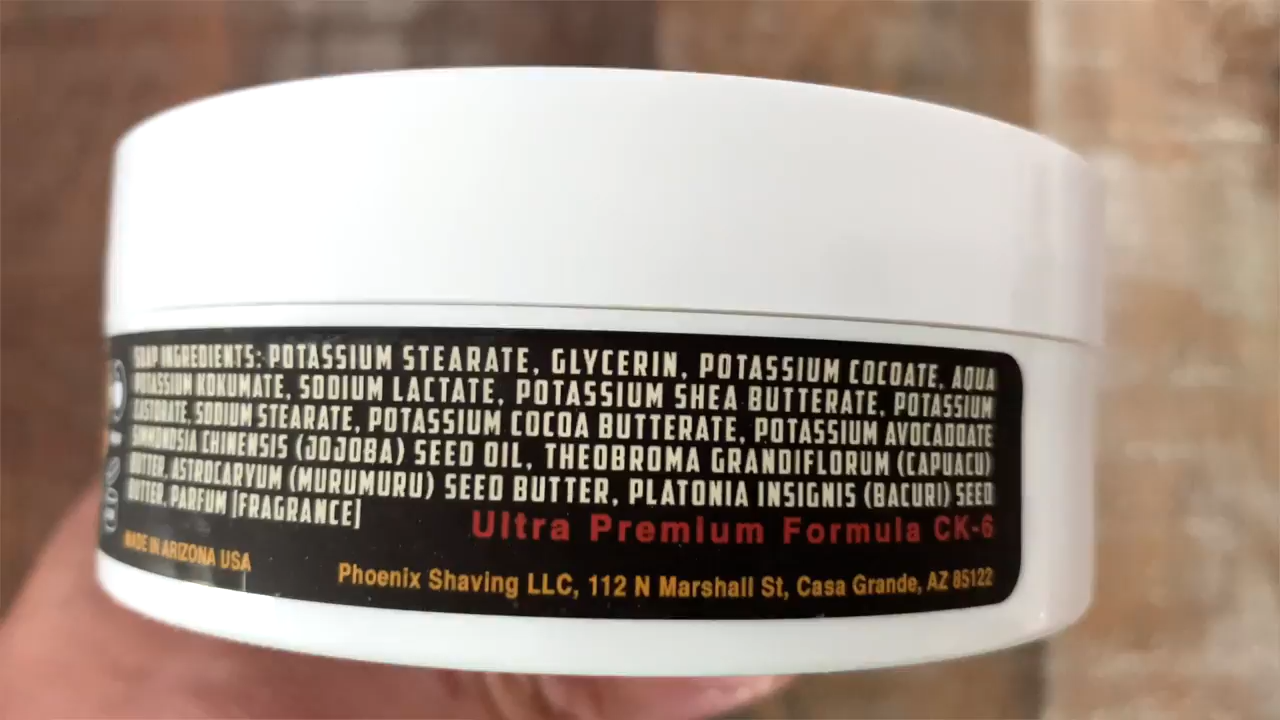 SOAP INGREDIENTS: POTASSIUM STEARATE, GLYCERIN, POTASSIUM COCOATE, AQUA
POTASSIUM KOKUMATE, SODIUM LACTATE, POTASSIUM SHEA BUTTERATE, POTASSIUM
CASTORATE, SODIUM STEARATE, POTASSIUM COCOA BUTTERATE, POTASSIUM AVOCADOATE
SIMMONDSIA CHINENSIS (JOJOBA) SEED OIL, THEOBROMA GRANDIFLORUM (CAPUACU)
BUTTER, ASTROCARYUM (MURUMURU) SEED BUTTER, PLATONIA INSIGNIS (BACURI) SEED
BUTTER, PARFUM [FRAGRANCE]
Ultra Premium Formula CK-6
MADE IN ARIZONA USA
Phoenix Shaving LLC, 112 N Marshall St, Casa Grande, AZ 85122